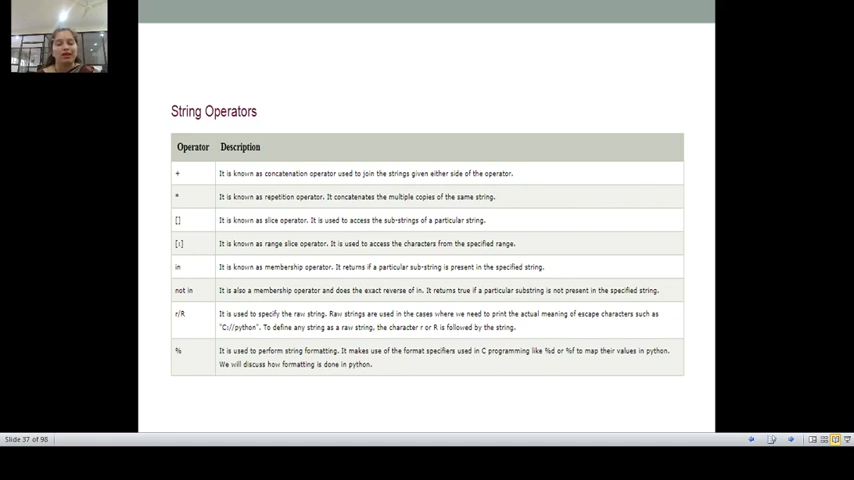 String Operators
Operator Description
+ It is known as concatenation operator used to join the strings given either side of the operator.
* It is known as repetition operator. It concatenates the multiple copies of the same string.
[] It is known as slice operator. It is used to access the sub-strings of a particular string.
[:] It is known as range slice operator. It is used to access the characters from the specified range.
in It is known as membership operator. It returns if a particular sub-string is present in the specified string.
not in It is also a membership operator and does the exact reverse of in. It returns true if a particular substring is not present in the specified string.
r/R It is used to specify the raw string. Raw strings are used in the cases where we need to print the actual meaning of escape characters such as
"C://python". To define any string as a raw string, the character r or R is followed by the string.
% It is used to perform string formatting. It makes use of the format specifiers used in C programming like %d or %f to map their values in python.
We will discuss how formatting is done in python.
Slide 37 of 98